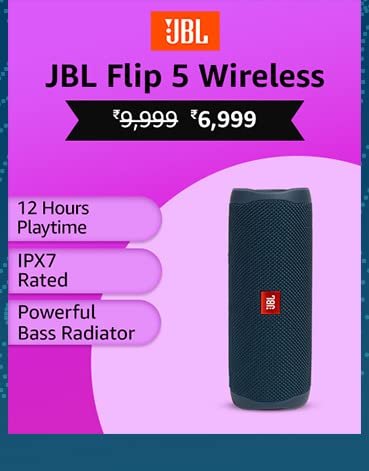 JBL
JBL Flip 5 Wireless
₹9,999 ₹6,999
12 Hours
Playtime
IPX7
Rated
Powerful
Bass Radiator
JBL